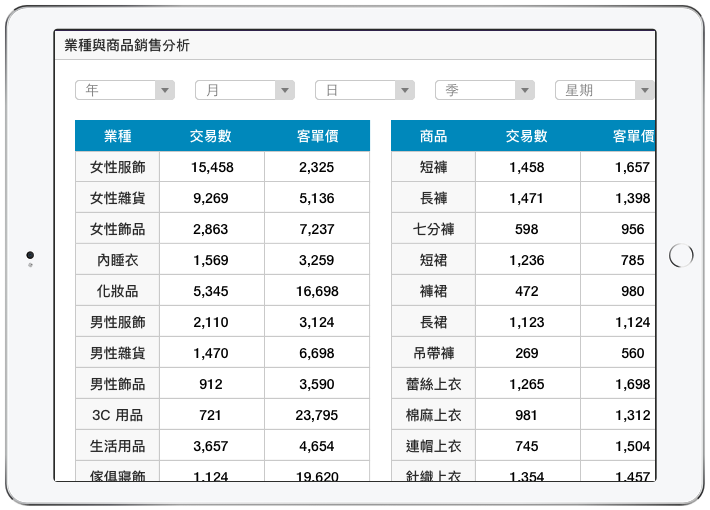 業種與商品銷售分析
年 月 日 季 星期
業種 交易數 客單價 商品 交易數 客單價
女性服飾 15,458 2,325 短褲 1,458 1,657
女性雜貨 9,269 5,136 長褲 1,471 1,398
女性飾品 2,863 7,237 七分褲 598 956
內睡衣 1,569 3,259 短裙 1,236 785
化妝品 5,345 16,698 褲裙 472 980
男性服飾 2,110 3,124 長裙 1,123 1,124
男性雜貨 1,470 6,698 吊帶褲 269 560
男性飾品 912 3,590 蕾絲上衣 1,265 1,698
3C 用品 721 23,795 棉麻上衣 981 1,312
生活用品 3,657 4,654 連帽上衣 745 1,504
傢俱寢飾 1,124 19,620 針織上衣 1,354 1,457